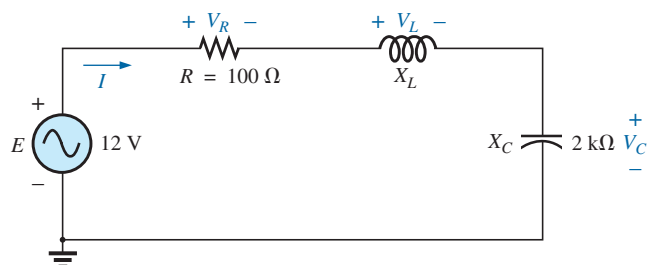 + V_R − + V_L −
I R = 100 Ω X_L
+
E 12 V X_C 2 kΩ V_C
−
+
−